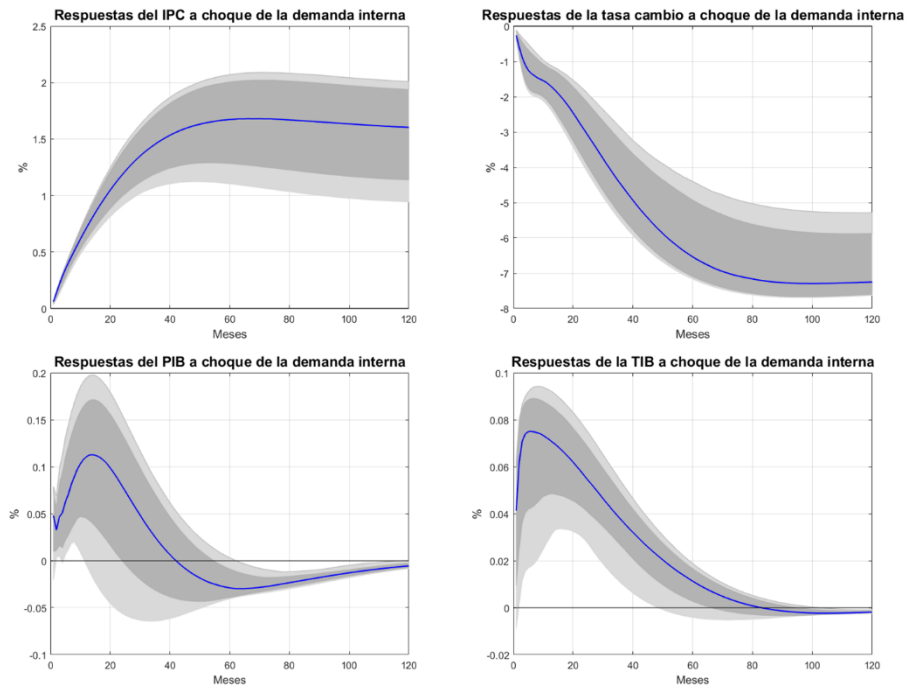 Respuestas del IPC a choque de la demanda interna
2.5
2
1.5
1
0.5
0
%
0 20 40 60 80 100 120
Meses
Respuestas de la tasa cambio a choque de la demanda interna
0
-1
-2
-3
-4
-5
-6
-7
-8
%
0 20 40 60 80 100 120
Meses
Respuestas del PIB a choque de la demanda interna
0.2
0.15
0.1
0.05
0
-0.05
-0.1
%
0 20 40 60 80 100 120
Meses
Respuestas de la TIB a choque de la demanda interna
0.1
0.08
0.06
0.04
0.02
0
-0.02
%
0 20 40 60 80 100 120
Meses